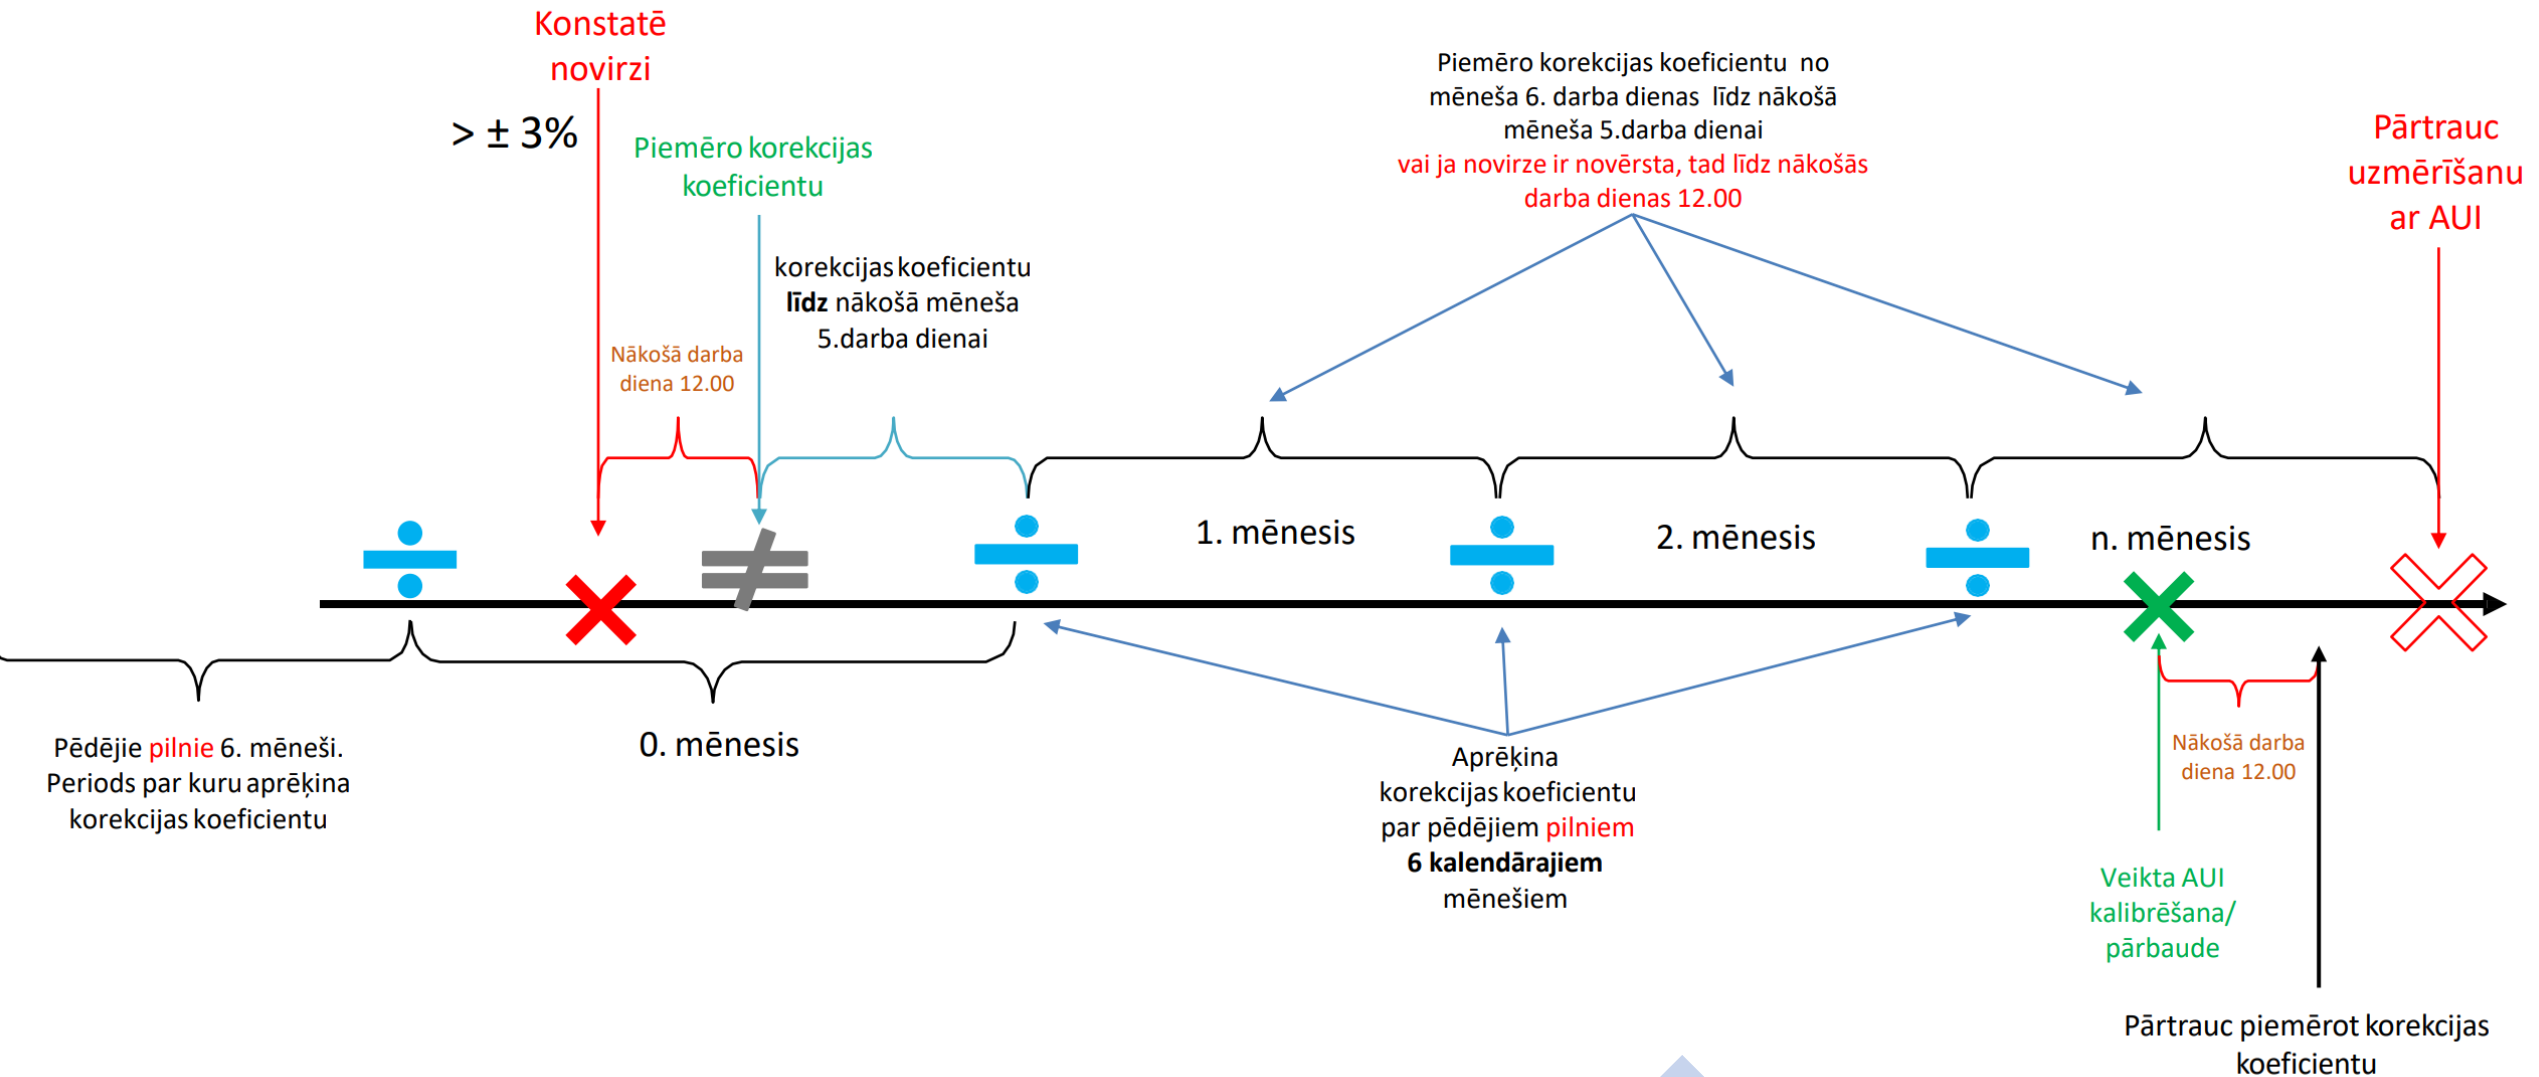 Konstatē
novirzi
> ± 3%
Piemēro korekcijas
koeficientu
korekcijas koeficientu
līdz nākošā mēneša
5.darba dienai
Nākošā darba
diena 12.00
Piemēro korekcijas koeficientu no
mēneša 6. darba dienas līdz nākošā
mēneša 5.darba dienai
vai ja novirze ir novērsta, tad līdz nākošās
darba dienas 12.00
Pārtrauc
uzmērīšanu
ar AUI
1. mēnesis
2. mēnesis
n. mēnesis
Pēdējie pilnie 6. mēneši.
Periods par kuru aprēķina
korekcijas koeficientu
0. mēnesis
Aprēķina
korekcijas koeficientu
par pēdējiem pilniem
6 kalendārajiem
mēnešiem
Nākošā darba
diena 12.00
Veikta AUI
kalibrēšana/
pārbaude
Pārtrauc piemērot korekcijas
koeficientu